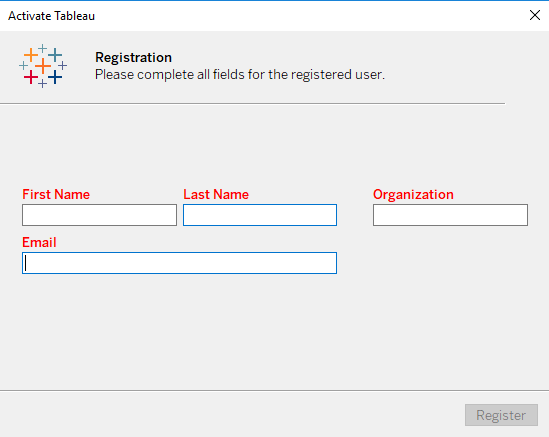 Activate Tableau
Registration
Please complete all fields for the registered user.
First Name
Last Name
Organization
Email
Register